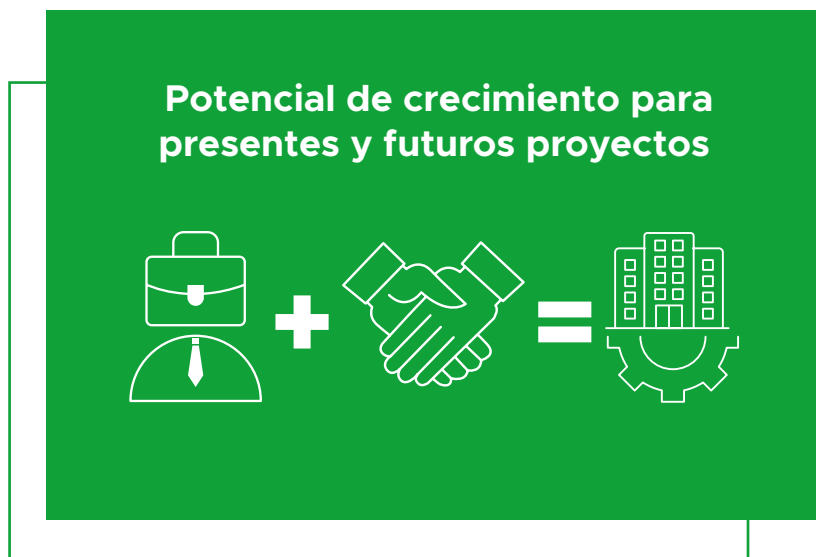 Potencial de crecimiento para
presentes y futuros proyectos